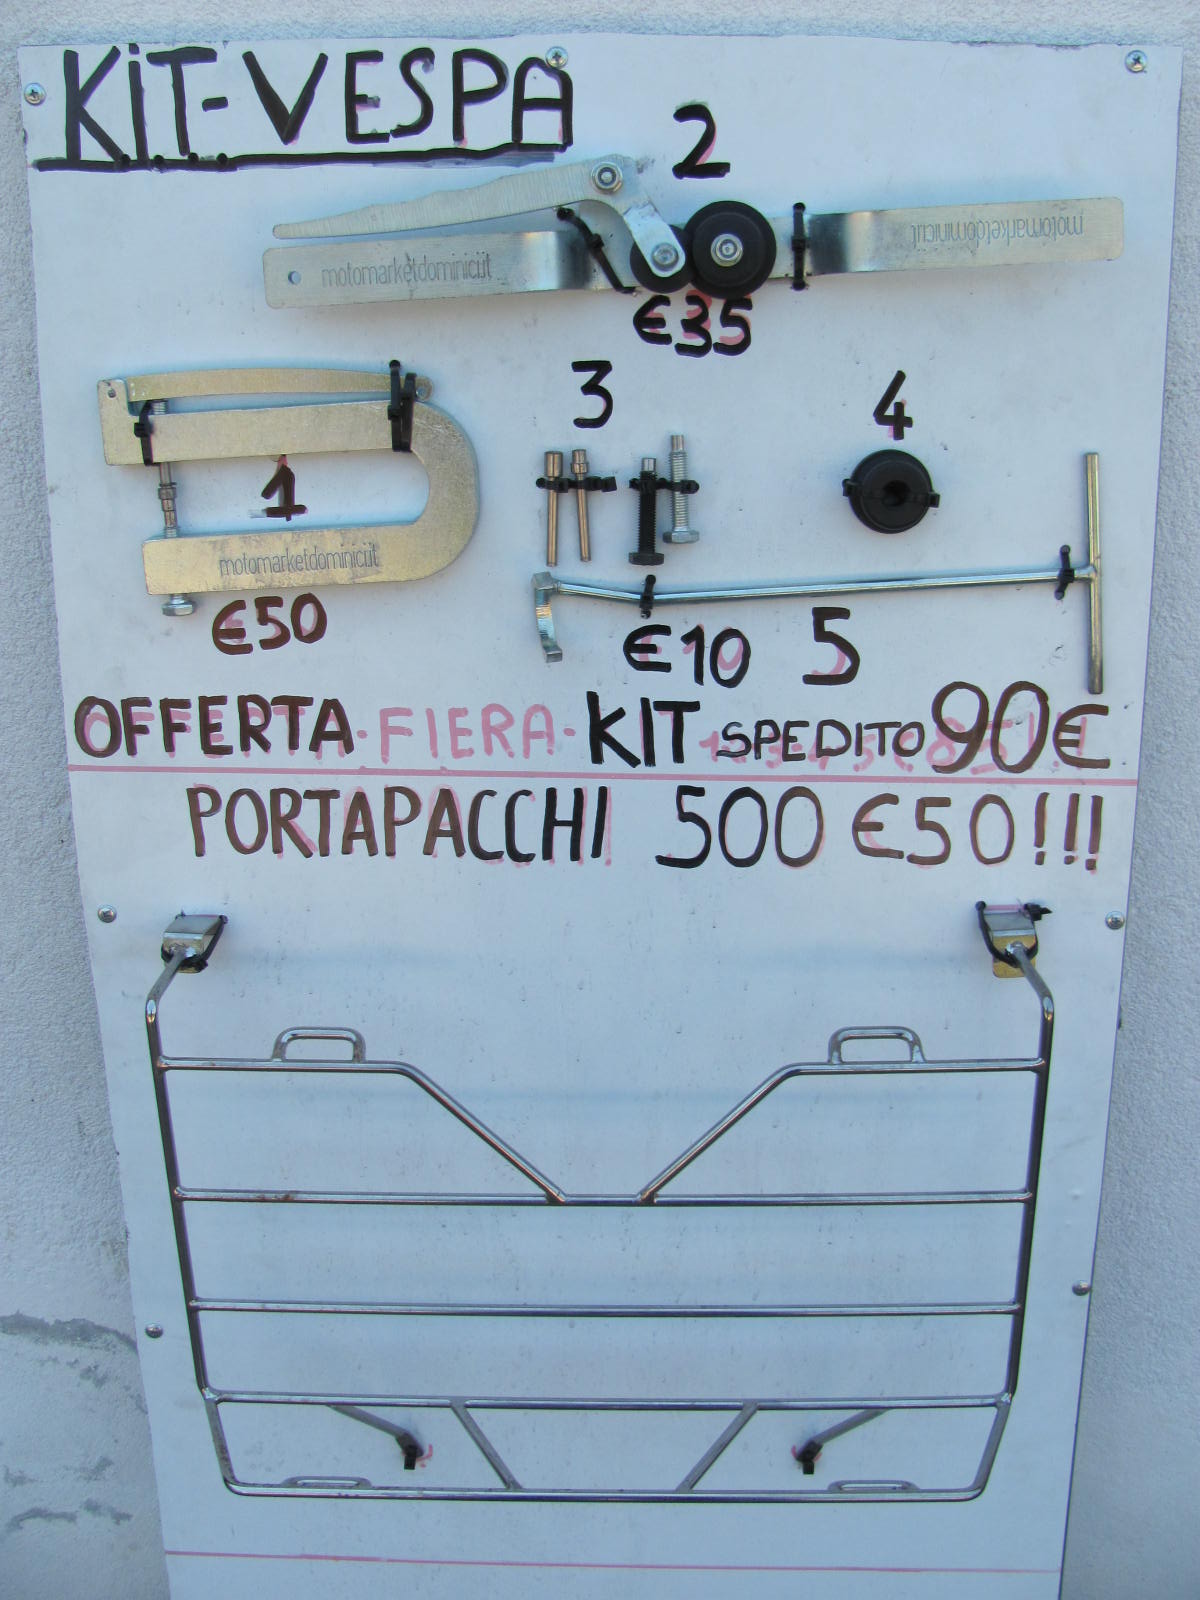 KiT-VESPA
2
motomarketdominici.it
motomarketdominici.it
€35
3
4
1
motomarketdominici.it
€50
€10 5
OFFERTA·FIERA·KIT SPEDITO 90€
PORTAPACCHI 500 €50!!!